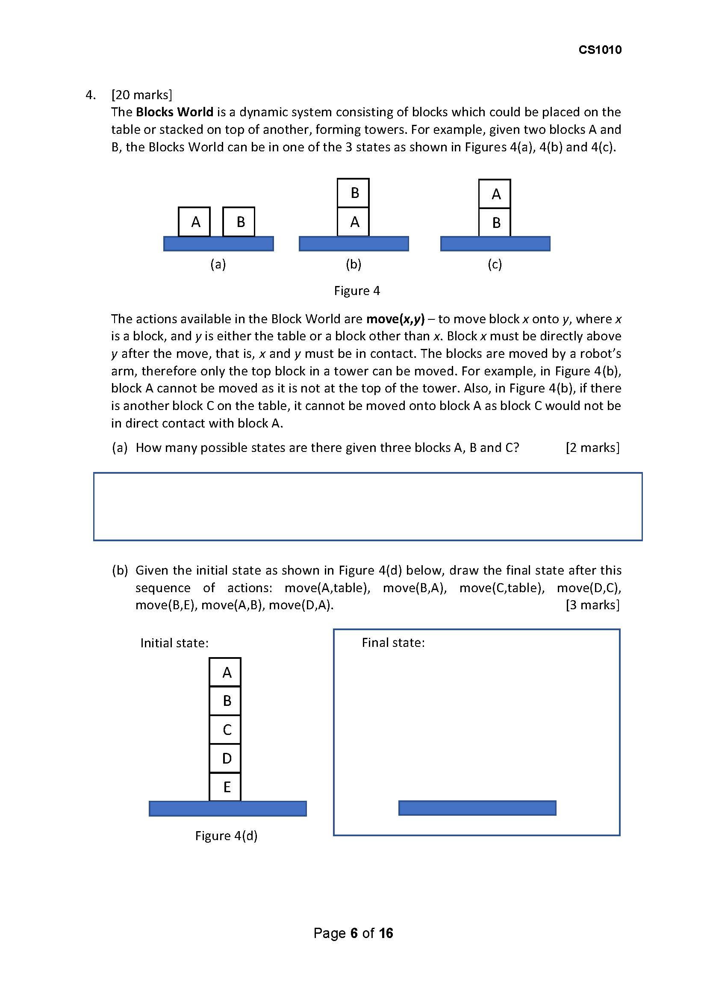 CS1010
4. [20 marks]
The Blocks World is a dynamic system consisting of blocks which could be placed on the
table or stacked on top of another, forming towers. For example, given two blocks A and
B, the Blocks World can be in one of the 3 states as shown in Figures 4(a), 4(b) and 4(c).
B A
A B A B
(a) (b) (c)
Figure 4
The actions available in the Block World are move(x,y) – to move block x onto y, where x
is a block, and y is either the table or a block other than x. Block x must be directly above
y after the move, that is, x and y must be in contact. The blocks are moved by a robot's
arm, therefore only the top block in a tower can be moved. For example, in Figure 4(b),
block A cannot be moved as it is not at the top of the tower. Also, in Figure 4(b), if there
is another block C on the table, it cannot be moved onto block A as block C would not be
in direct contact with block A.
(a) How many possible states are there given three blocks A, B and C? [2 marks]
(b) Given the initial state as shown in Figure 4(d) below, draw the final state after this
sequence of actions: move(A,table), move(B,A), move(C,table), move(D,C),
move(B,E), move(A,B), move(D,A). [3 marks]
Initial state: Final state:
A
B
C
D
E
Figure 4(d)
Page 6 of 16